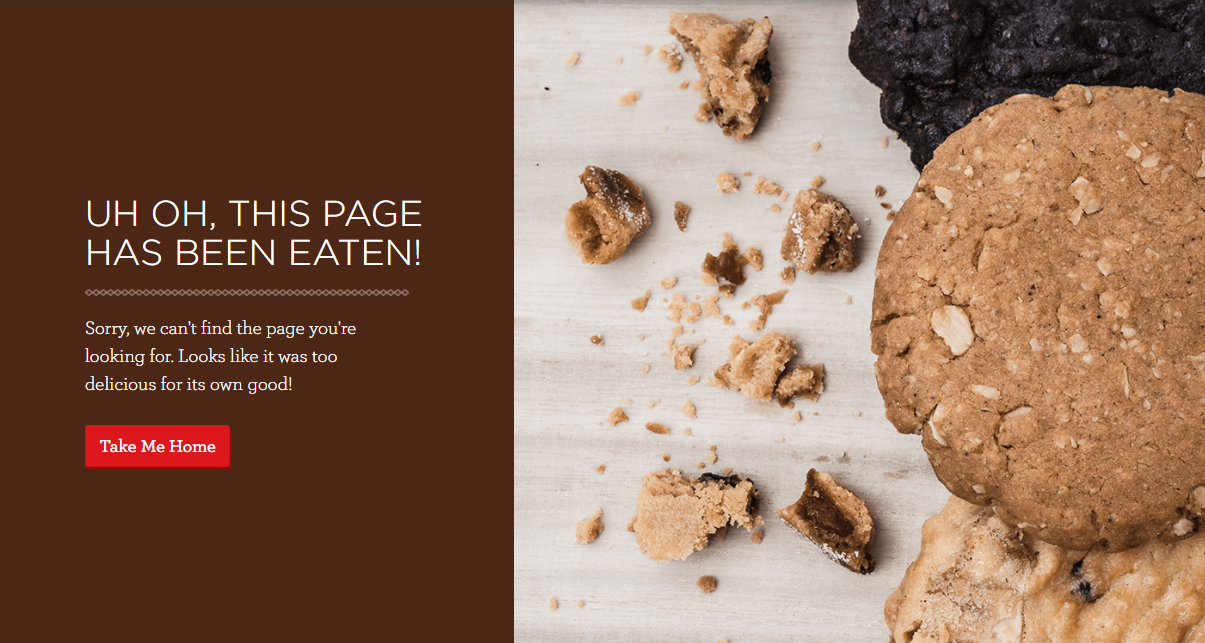 UH OH, THIS PAGE
HAS BEEN EATEN!
Sorry, we can't find the page you're
looking for. Looks like it was too
delicious for its own good!
Take Me Home